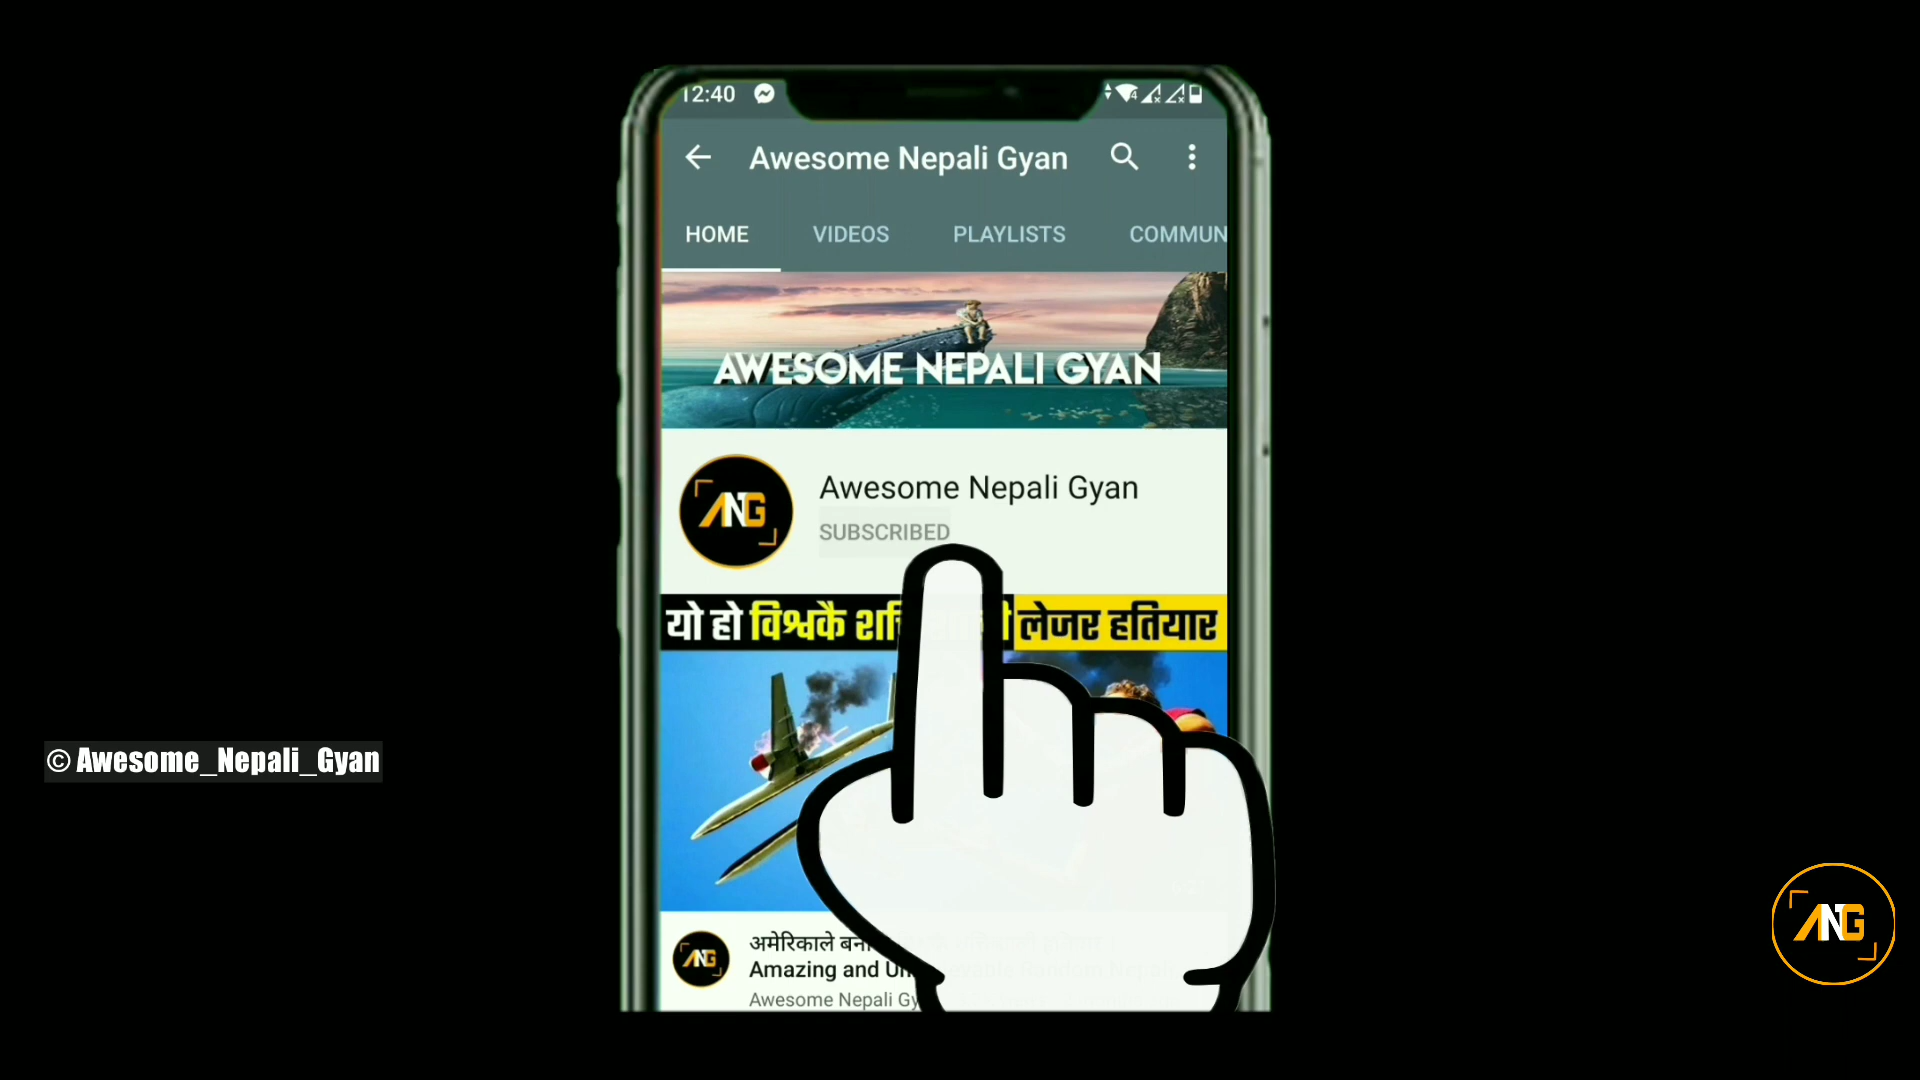 12:40
Awesome Nepali Gyan
HOME VIDEOS PLAYLISTS COMMUN
AWESOME NEPALI GYAN
ANG
Awesome Nepali Gyan
SUBSCRIBED
यो हो विश्वकै लेजर हतियार
© Awesome_Nepali_Gyan
ANG
ANG
अमेरिकाले
Amazing and
Awesome Nepali